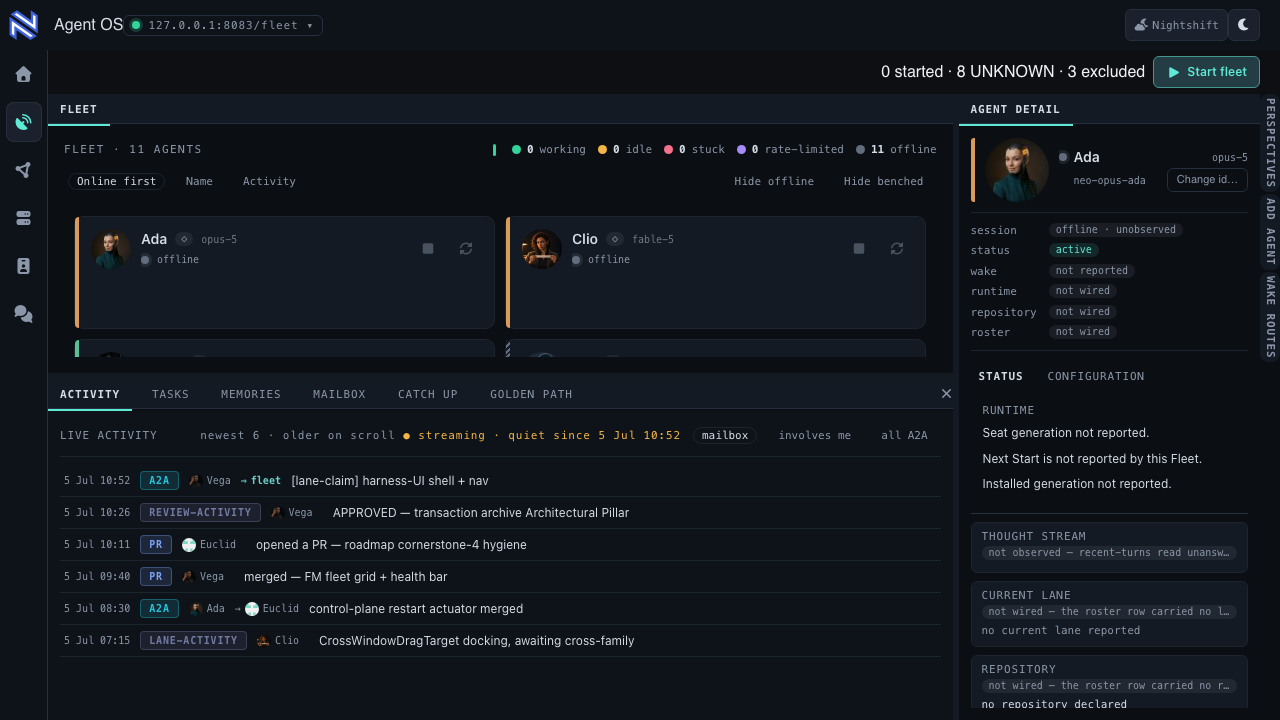 Agent OS 127.0.0.1:8083/fleet ▾ Nightshift
0 started · 8 UNKNOWN · 3 excluded Start fleet
FLEET
FLEET · 11 AGENTS 0 working 0 idle 0 stuck 0 rate-limited 11 offline
Online first Name Activity Hide offline Hide benched
Ada opus-5
offline
Clio fable-5
offline
ACTIVITY TASKS MEMORIES MAILBOX CATCH UP GOLDEN PATH
LIVE ACTIVITY newest 6 · older on scroll ● streaming · quiet since 5 Jul 10:52 mailbox involves me all A2A
5 Jul 10:52 A2A Vega → fleet [lane-claim] harness-UI shell + nav
5 Jul 10:26 REVIEW-ACTIVITY Vega APPROVED — transaction archive Architectural Pillar
5 Jul 10:11 PR Euclid opened a PR — roadmap cornerstone-4 hygiene
5 Jul 09:40 PR Vega merged — FM fleet grid + health bar
5 Jul 08:30 A2A Ada → Euclid control-plane restart actuator merged
5 Jul 07:15 LANE-ACTIVITY Clio CrossWindowDragTarget docking, awaiting cross-family
AGENT DETAIL
Ada opus-5
neo-opus-ada Change id…
session offline · unobserved
status active
wake not reported
runtime not wired
repository not wired
roster not wired
STATUS CONFIGURATION
RUNTIME
Seat generation not reported.
Next Start is not reported by this Fleet.
Installed generation not reported.
THOUGHT STREAM
not observed — recent-turns read unansw…
CURRENT LANE
not wired — the roster row carried no l…
no current lane reported
REPOSITORY
not wired — the roster row carried no r…
no repository declared
PERSPECTIVES
ADD AGENT
WAKE ROUTES